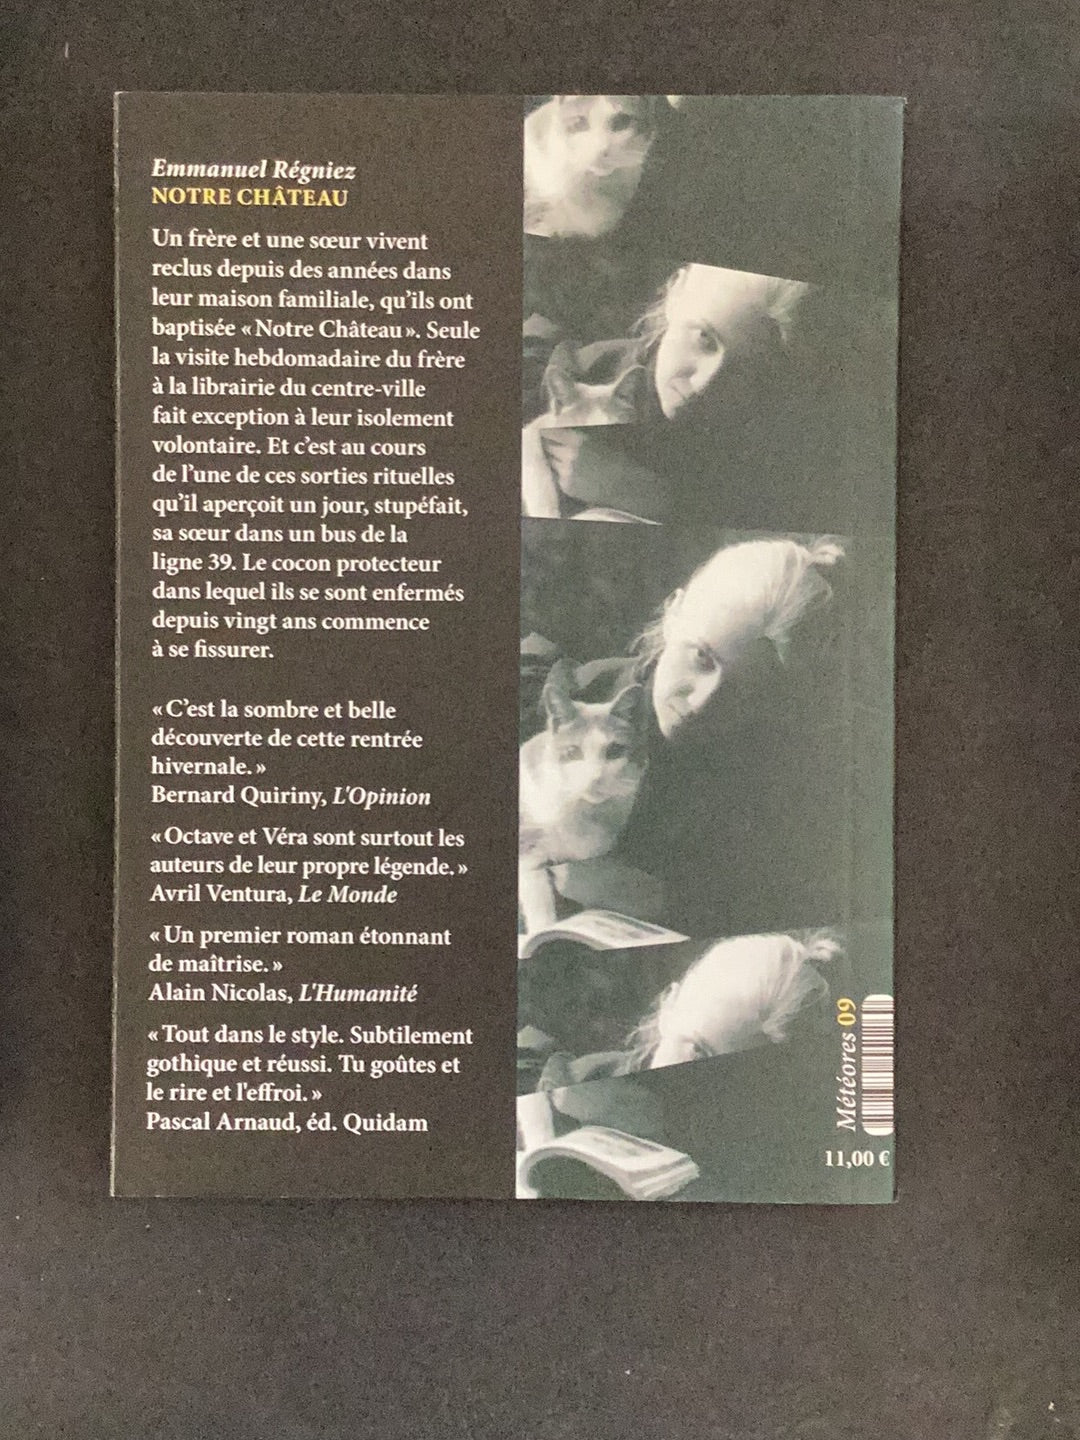 Emmanuel Régniez
NOTRE CHÂTEAU
Un frère et une sœur vivent
reclus depuis des années dans
leur maison familiale, qu'ils ont
baptisée « Notre Château ». Seule
la visite hebdomadaire du frère
à la librairie du centre-ville
fait exception à leur isolement
volontaire. Et c'est au cours
de l'une de ces sorties rituelles
qu'il aperçoit un jour, stupéfait,
sa sœur dans un bus de la
ligne 39. Le cocon protecteur
dans lequel ils se sont enfermés
depuis vingt ans commence
à se fissurer.
« C'est la sombre et belle
découverte de cette rentrée
hivernale. »
Bernard Quiriny, L'Opinion
« Octave et Véra sont surtout les
auteurs de leur propre légende. »
Avril Ventura, Le Monde
« Un premier roman étonnant
de maîtrise. »
Alain Nicolas, L'Humanité
« Tout dans le style. Subtilement
gothique et réussi. Tu goûtes et
le rire et l'effroi. »
Pascal Arnaud, éd. Quidam
Météores 09
11,00 €